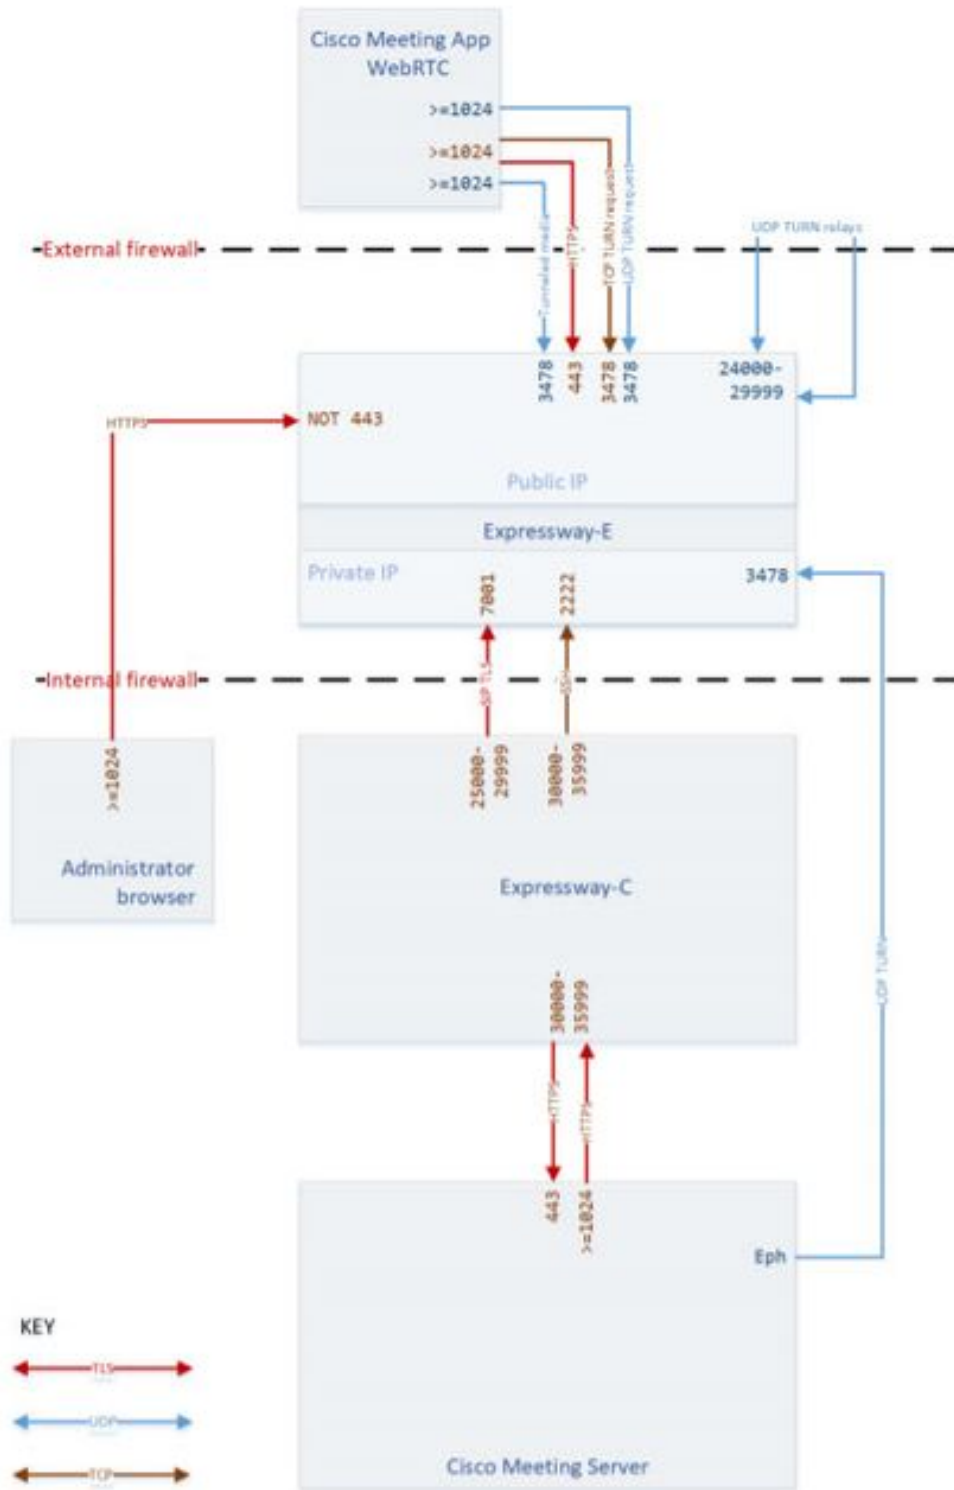 Cisco Meeting App
WebRTC
>=1024
>=1024
>=1024
External firewall
Tunneled media
HTTPS
TCP TURN request
UDP TURN request
UDP TURN relays
3478
443
3478
3478
24000-
29999
HTTPS
NOT 443
Public IP
Expressway-E
Private IP
7001
2222
3478
Internal firewall
SIP TLS
SSH
>=1024
Administrator
browser
25000-
29999
30000-
35999
Expressway-C
30000-
35999
UDP TURN
HTTPS
HTTPS
443
>=1024
Eph
Cisco Meeting Server
KEY
TLS
UDP
TCP